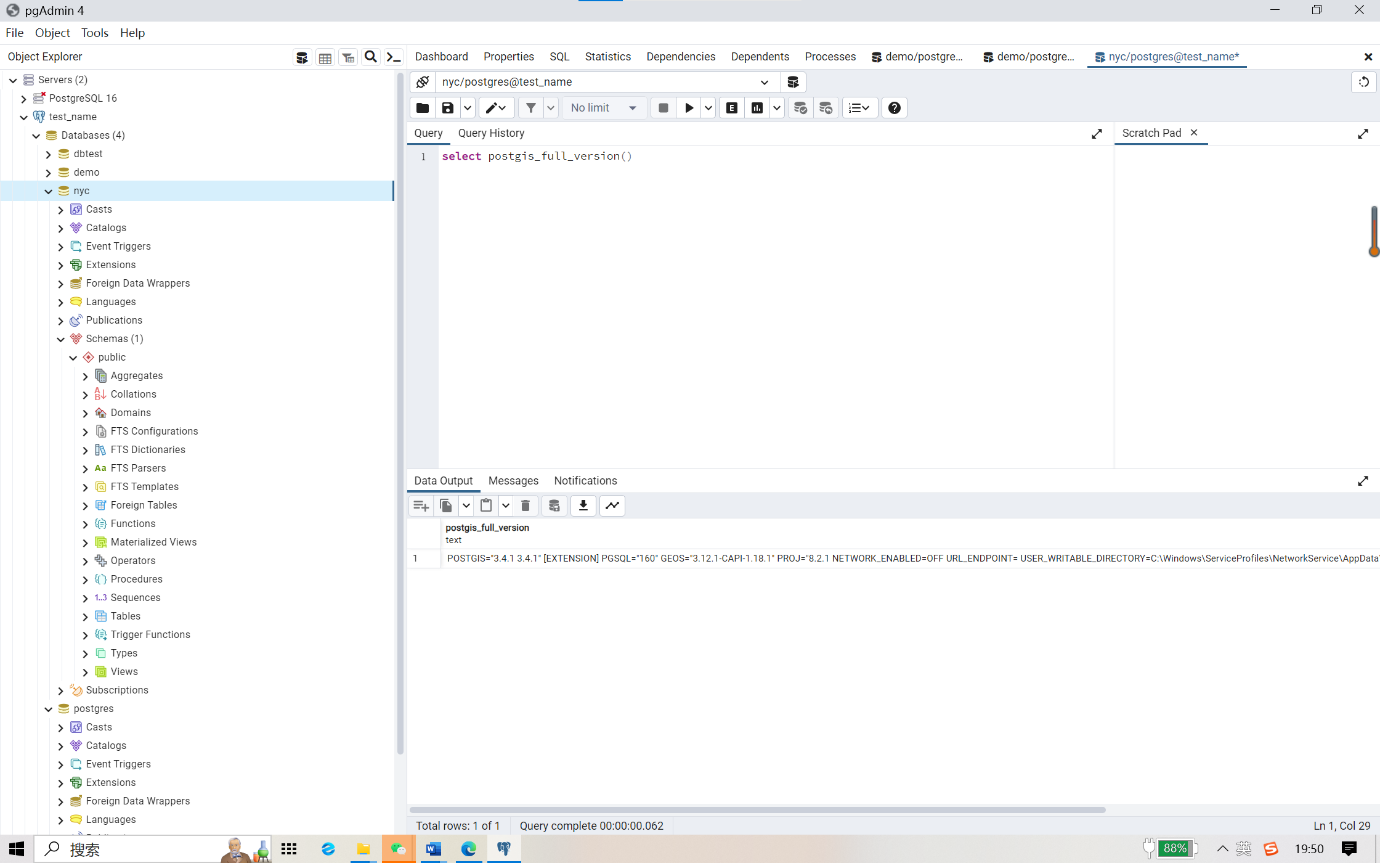 pgAdmin 4
File Object Tools Help
Object Explorer
Dashboard Properties SQL Statistics Dependencies Dependents Processes demo/postgre... demo/postgre... nyc/postgres@test_name*
Servers (2)
PostgreSQL 16
test_name
Databases (4)
dbtest
demo
nyc
Casts
Catalogs
Event Triggers
Extensions
Foreign Data Wrappers
Languages
Publications
Schemas (1)
public
Aggregates
Collations
Domains
FTS Configurations
FTS Dictionaries
Aa FTS Parsers
FTS Templates
Foreign Tables
Functions
Materialized Views
Operators
Procedures
1..3 Sequences
Tables
Trigger Functions
Types
Views
Subscriptions
postgres
Casts
Catalogs
Event Triggers
Extensions
Foreign Data Wrappers
Languages
nyc/postgres@test_name
No limit
E
Query Query History
Scratch Pad
1 select postgis_full_version()
Data Output Messages Notifications
postgis_full_version
text
1 POSTGIS="3.4.1 3.4.1" [EXTENSION] PGSQL="160" GEOS="3.12.1-CAPI-1.18.1" PROJ="8.2.1 NETWORK_ENABLED=OFF URL_ENDPOINT= USER_WRITABLE_DIRECTORY=C:\Windows\ServiceProfiles\NetworkService\AppData
Total rows: 1 of 1 Query complete 00:00:00.062
Ln 1, Col 29
搜索
88%
英
19:50